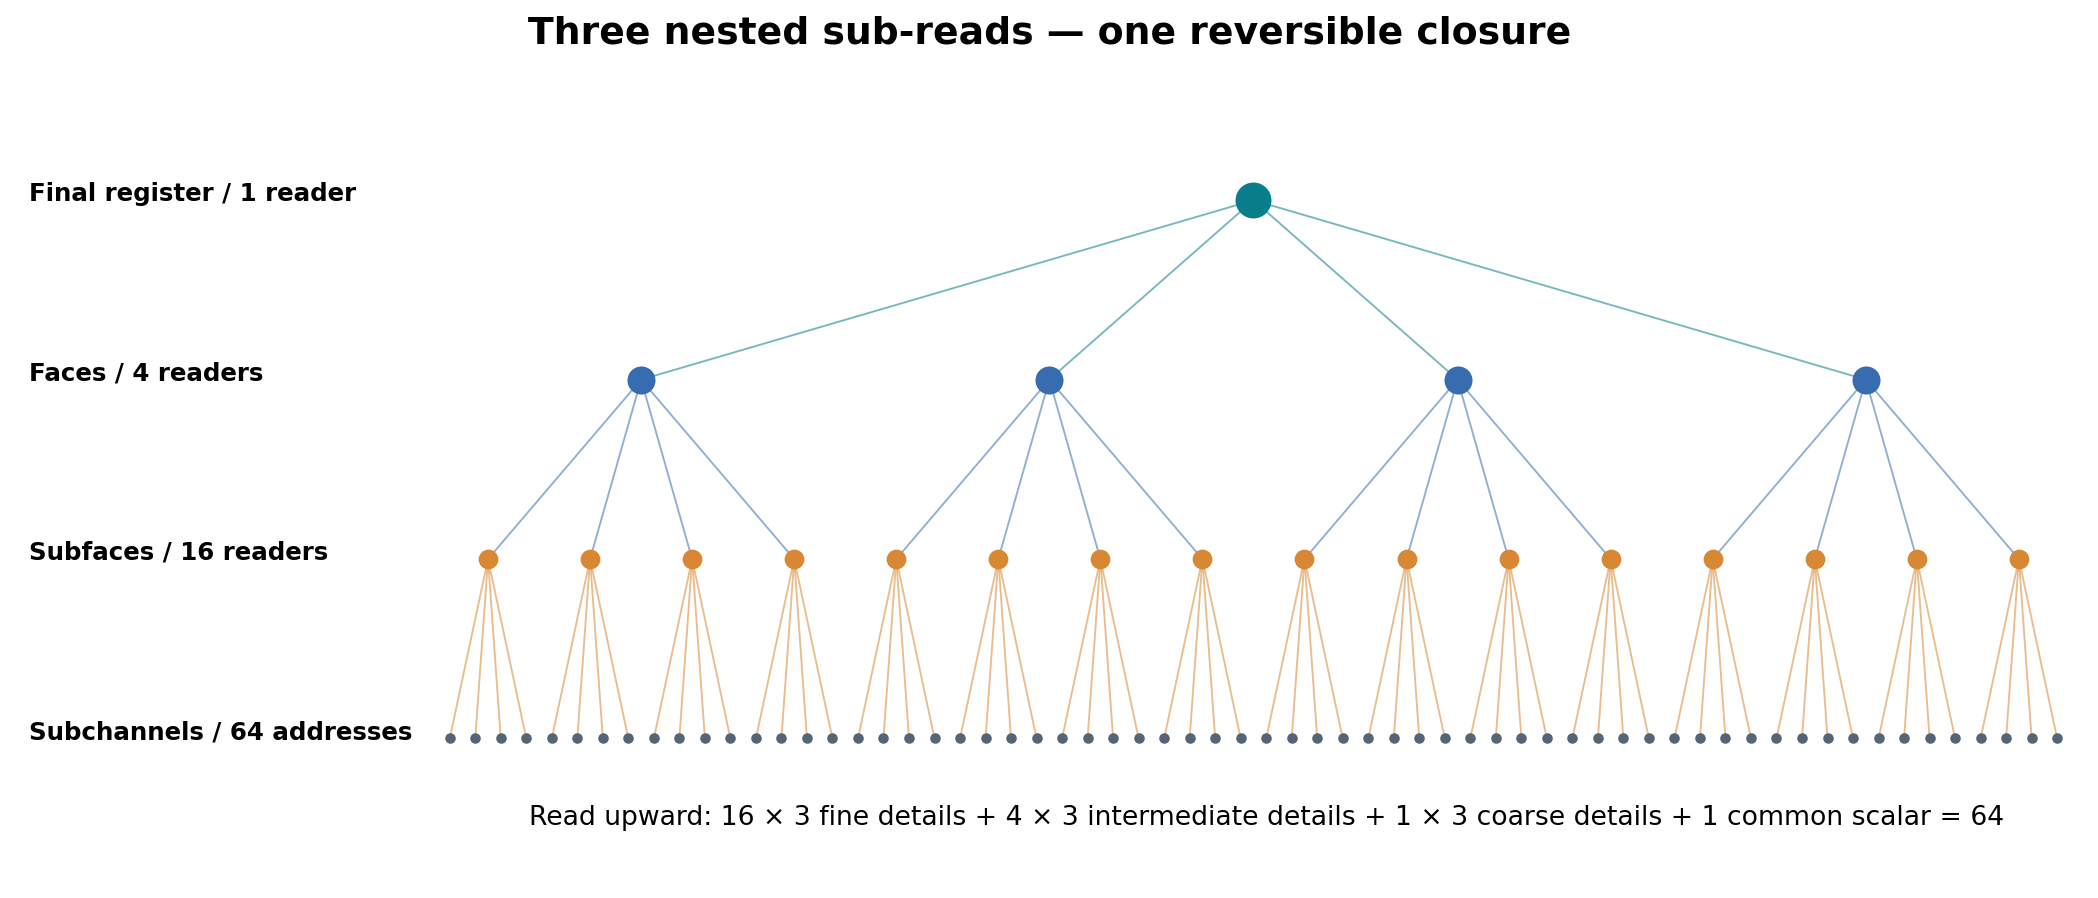 Three nested sub-reads — one reversible closure
Final register / 1 reader
Faces / 4 readers
Subfaces / 16 readers
Subchannels / 64 addresses
Read upward: 16 × 3 fine details + 4 × 3 intermediate details + 1 × 3 coarse details + 1 common scalar = 64